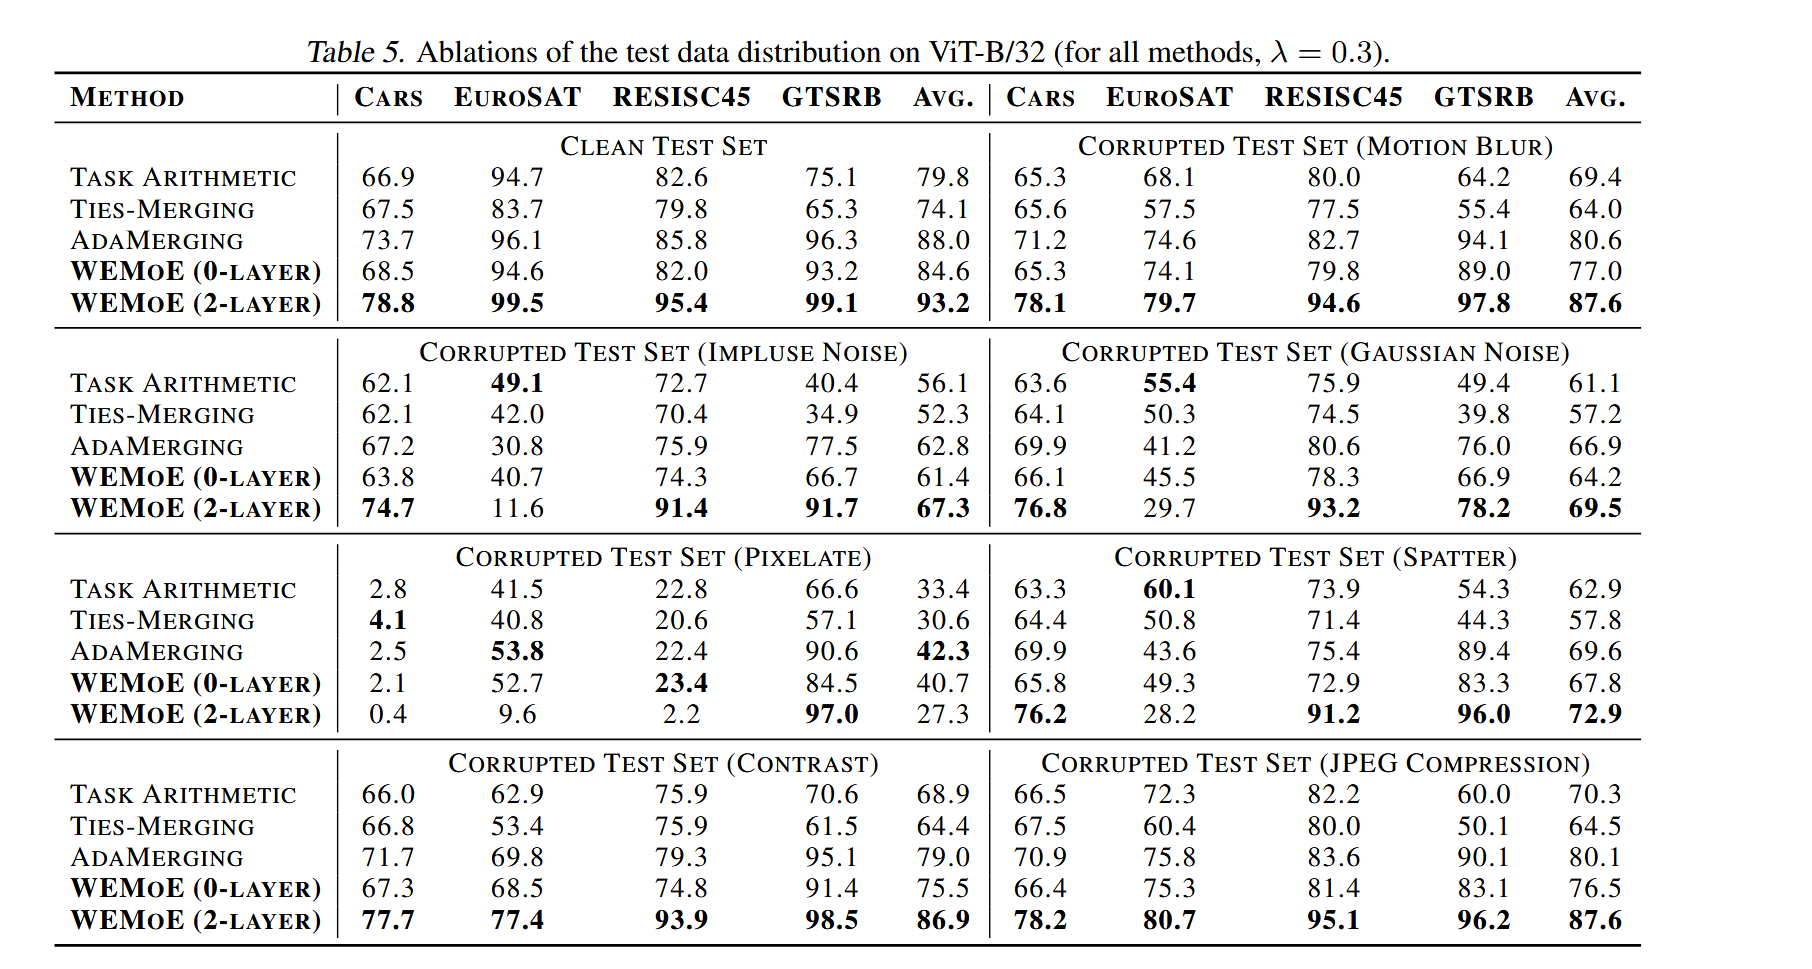 Table 5. Ablations of the test data distribution on ViT-B/32 (for all methods, λ = 0.3).
METHOD CARS EUROSAT RESISC45 GTSRB AVG. CARS EUROSAT RESISC45 GTSRB AVG.
CLEAN TEST SET CORRUPTED TEST SET (MOTION BLUR)
TASK ARITHMETIC 66.9 94.7 82.6 75.1 79.8 65.3 68.1 80.0 64.2 69.4
TIES-MERGING 67.5 83.7 79.8 65.3 74.1 65.6 57.5 77.5 55.4 64.0
ADAMERGING 73.7 96.1 85.8 96.3 88.0 71.2 74.6 82.7 94.1 80.6
WEMOE (0-LAYER) 68.5 94.6 82.0 93.2 84.6 65.3 74.1 79.8 89.0 77.0
WEMOE (2-LAYER) 78.8 99.5 95.4 99.1 93.2 78.1 79.7 94.6 97.8 87.6
CORRUPTED TEST SET (IMPLUSE NOISE) CORRUPTED TEST SET (GAUSSIAN NOISE)
TASK ARITHMETIC 62.1 49.1 72.7 40.4 56.1 63.6 55.4 75.9 49.4 61.1
TIES-MERGING 62.1 42.0 70.4 34.9 52.3 64.1 50.3 74.5 39.8 57.2
ADAMERGING 67.2 30.8 75.9 77.5 62.8 69.9 41.2 80.6 76.0 66.9
WEMOE (0-LAYER) 63.8 40.7 74.3 66.7 61.4 66.1 45.5 78.3 66.9 64.2
WEMOE (2-LAYER) 74.7 11.6 91.4 91.7 67.3 76.8 29.7 93.2 78.2 69.5
CORRUPTED TEST SET (PIXELATE) CORRUPTED TEST SET (SPATTER)
TASK ARITHMETIC 2.8 41.5 22.8 66.6 33.4 63.3 60.1 73.9 54.3 62.9
TIES-MERGING 4.1 40.8 20.6 57.1 30.6 64.4 50.8 71.4 44.3 57.8
ADAMERGING 2.5 53.8 22.4 90.6 42.3 69.9 43.6 75.4 89.4 69.6
WEMOE (0-LAYER) 2.1 52.7 23.4 84.5 40.7 65.8 49.3 72.9 83.3 67.8
WEMOE (2-LAYER) 0.4 9.6 2.2 97.0 27.3 76.2 28.2 91.2 96.0 72.9
CORRUPTED TEST SET (CONTRAST) CORRUPTED TEST SET (JPEG COMPRESSION)
TASK ARITHMETIC 66.0 62.9 75.9 70.6 68.9 66.5 72.3 82.2 60.0 70.3
TIES-MERGING 66.8 53.4 75.9 61.5 64.4 67.5 60.4 80.0 50.1 64.5
ADAMERGING 71.7 69.8 79.3 95.1 79.0 70.9 75.8 83.6 90.1 80.1
WEMOE (0-LAYER) 67.3 68.5 74.8 91.4 75.5 66.4 75.3 81.4 83.1 76.5
WEMOE (2-LAYER) 77.7 77.4 93.9 98.5 86.9 78.2 80.7 95.1 96.2 87.6